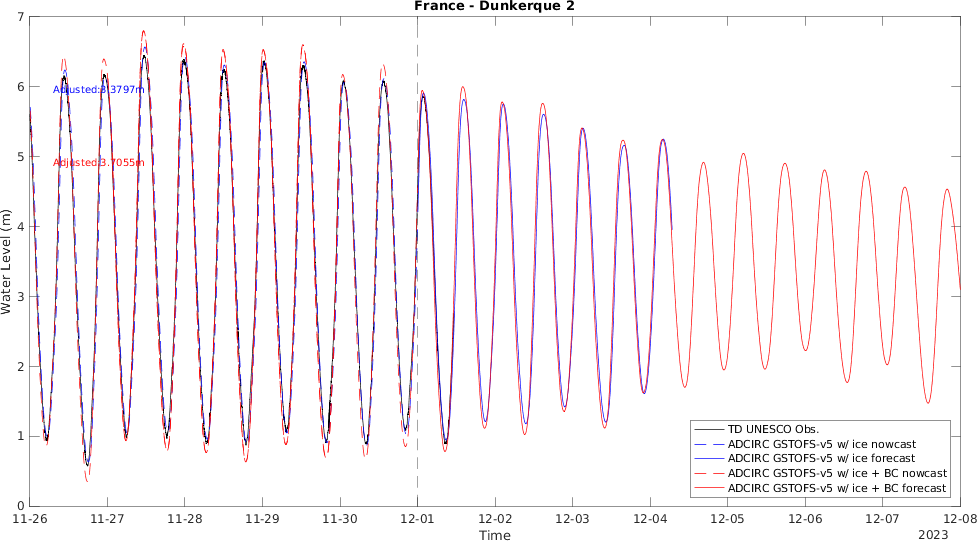 France - Dunkerque 2
7
6
5
4
3
2
1
0
Water Level (m)
Adjusted:3.3797m
Adjusted:3.7055m
TD UNESCO Obs.
ADCIRC GSTOFS-v5 w/ ice nowcast
ADCIRC GSTOFS-v5 w/ ice forecast
ADCIRC GSTOFS-v5 w/ ice + BC nowcast
ADCIRC GSTOFS-v5 w/ ice + BC forecast
11-26 11-27 11-28 11-29 11-30 12-01 12-02 12-03 12-04 12-05 12-06 12-07 12-08
Time
2023